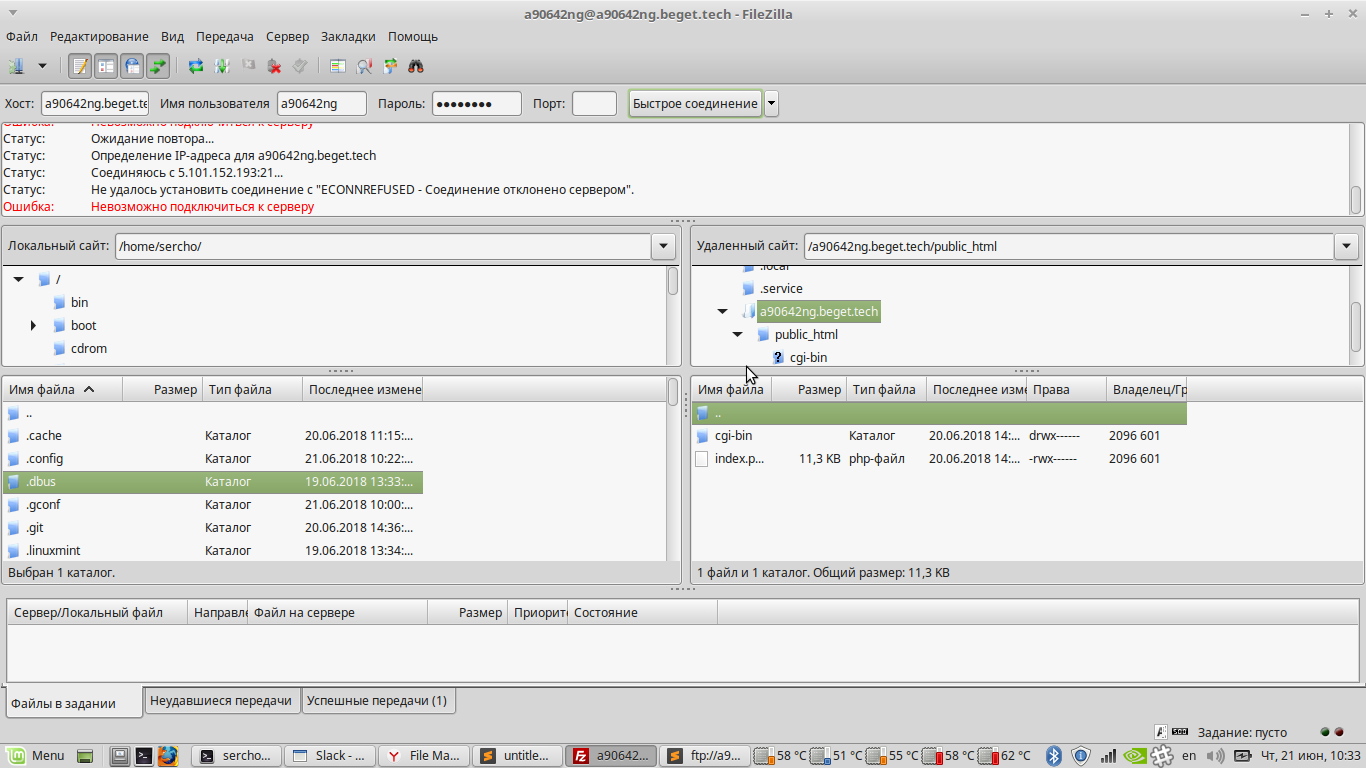 a90642ng@a90642ng.beget.tech - FileZilla
Файл Редактирование Вид Передача Сервер Закладки Помощь
Хост: a90642ng.beget.te Имя пользователя a90642ng Пароль: ●●●●●●●● Порт: Быстрое соединение
Ошибка: Невозможно подключиться к серверу
Статус: Ожидание повтора...
Статус: Определение IP-адреса для a90642ng.beget.tech
Статус: Соединяюсь с 5.101.152.193:21...
Статус: Не удалось установить соединение с "ECONNREFUSED - Соединение отклонено сервером".
Ошибка: Невозможно подключиться к серверу
Локальный сайт: /home/sercho/
/
bin
boot
cdrom
Удаленный сайт: /a90642ng.beget.tech/public_html
.local
.service
a90642ng.beget.tech
public_html
? cgi-bin
Имя файла Размер Тип файла Последнее измене
..
.cache Каталог 20.06.2018 11:15:...
.config Каталог 21.06.2018 10:22:...
.dbus Каталог 19.06.2018 13:33:...
.gconf Каталог 21.06.2018 10:00:...
.git Каталог 20.06.2018 14:36:...
.linuxmint Каталог 19.06.2018 13:34:...
Выбран 1 каталог.
Имя файла Размер Тип файла Последнее изме Права Владелец/Гр
..
cgi-bin Каталог 20.06.2018 14:... drwx------ 2096 601
index.p... 11,3 KB php-файл 20.06.2018 14:... -rwx------ 2096 601
1 файл и 1 каталог. Общий размер: 11,3 KB
Сервер/Локальный файл Направле Файл на сервере Размер Приорите Состояние
Файлы в задании Неудавшиеся передачи Успешные передачи (1)
Задание: пусто
Menu sercho... Slack - ... File Ma... untitle... a90642... ftp://a9... 58 °C 51 °C 55 °C 58 °C 62 °C en Чт, 21 июн, 10:33